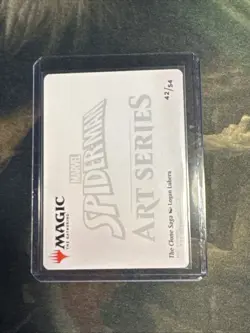 MAGIC
THE GATHERING
MARVEL
SPIDER-MAN
ART SERIES
The Clone Saga Logan Lubera
42/54